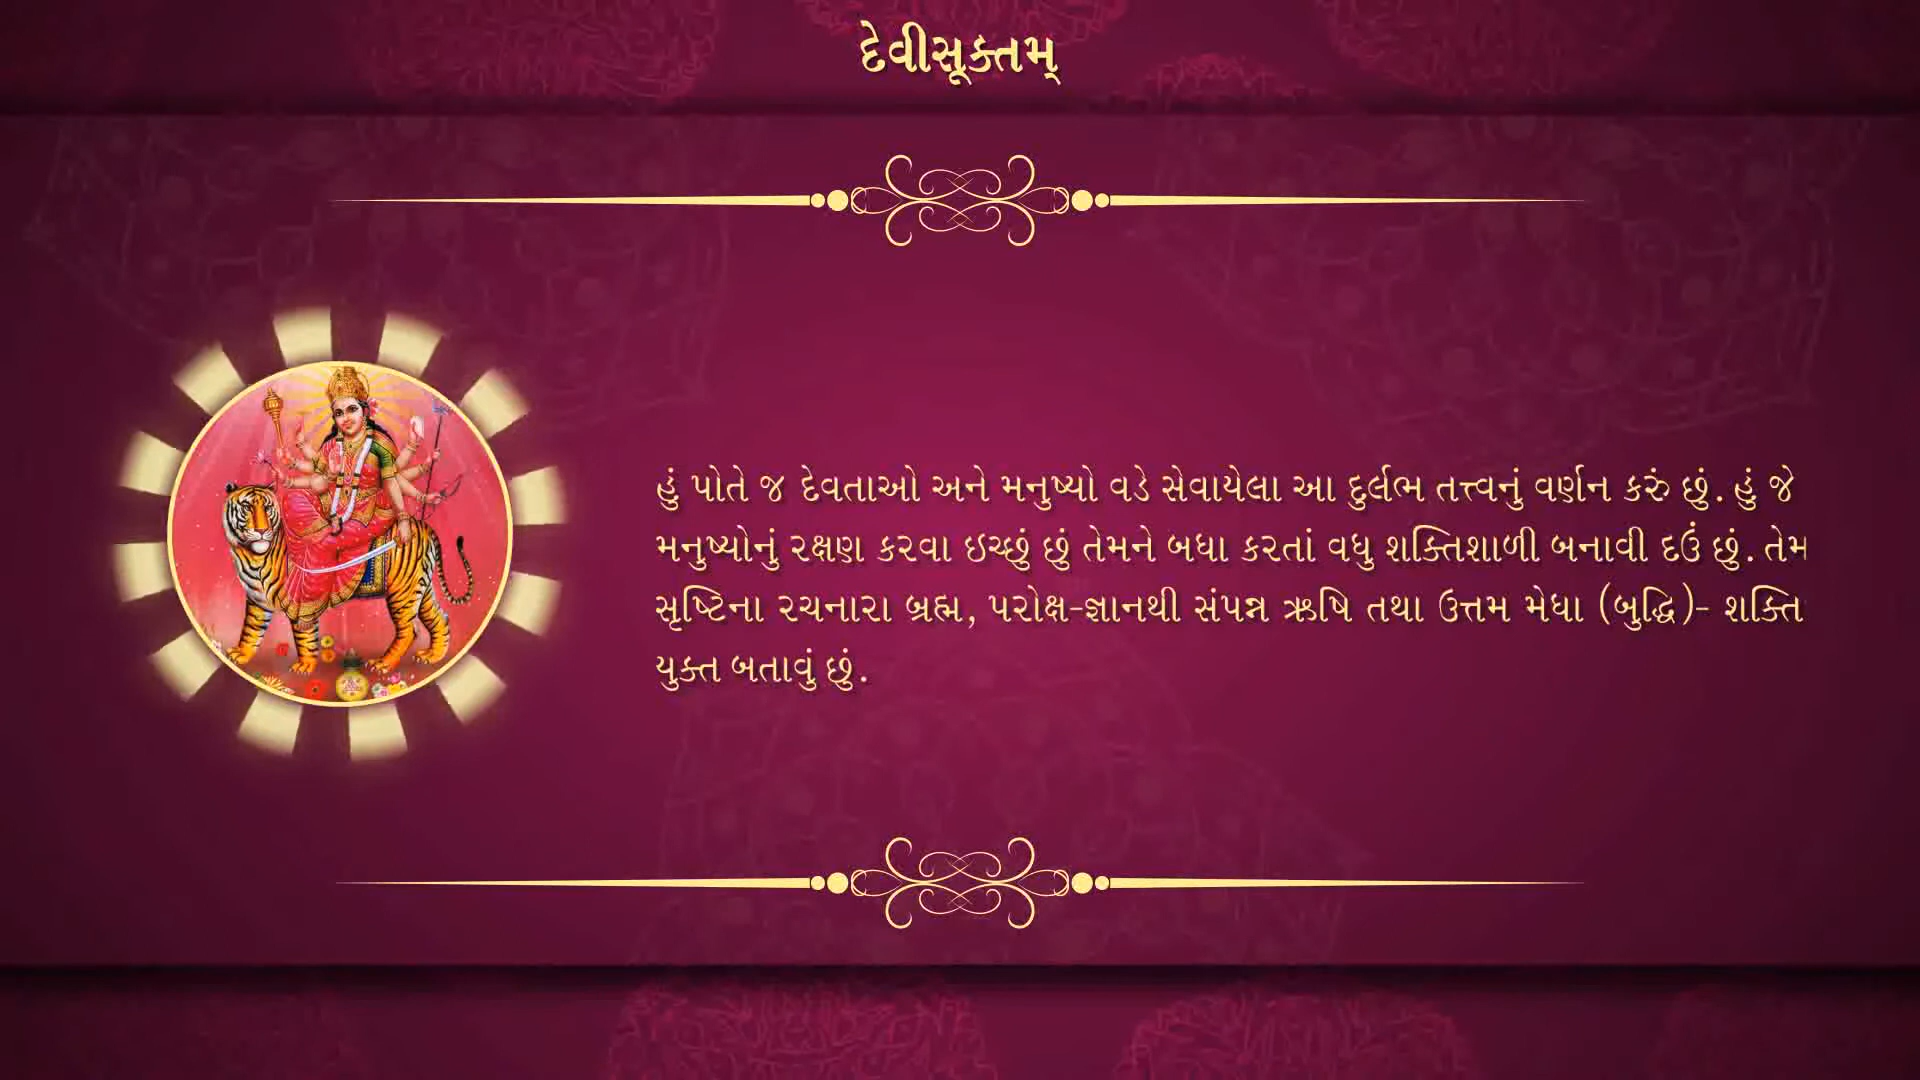 દેવીસૂક્તમ્
હું પોતે જ દેવતાઓ અને મનુષ્યો વડે સેવાયેલા આ દુર્લભ તત્ત્વનું વર્ણન કરું છું. હું જે
મનુષ્યોનું રક્ષણ કરવા ઇચ્છું છું તેમને બધા કરતાં વધુ શક્તિશાળી બનાવી દઉં છું. તેમ
સૃષ્ટિના રચનારા બ્રહ્મ, પરોક્ષ-જ્ઞાનથી સંપન્ન ઋષિ તથા ઉત્તમ મેધા (બુદ્ધિ)- શક્તિ
યુક્ત બતાવું છું.